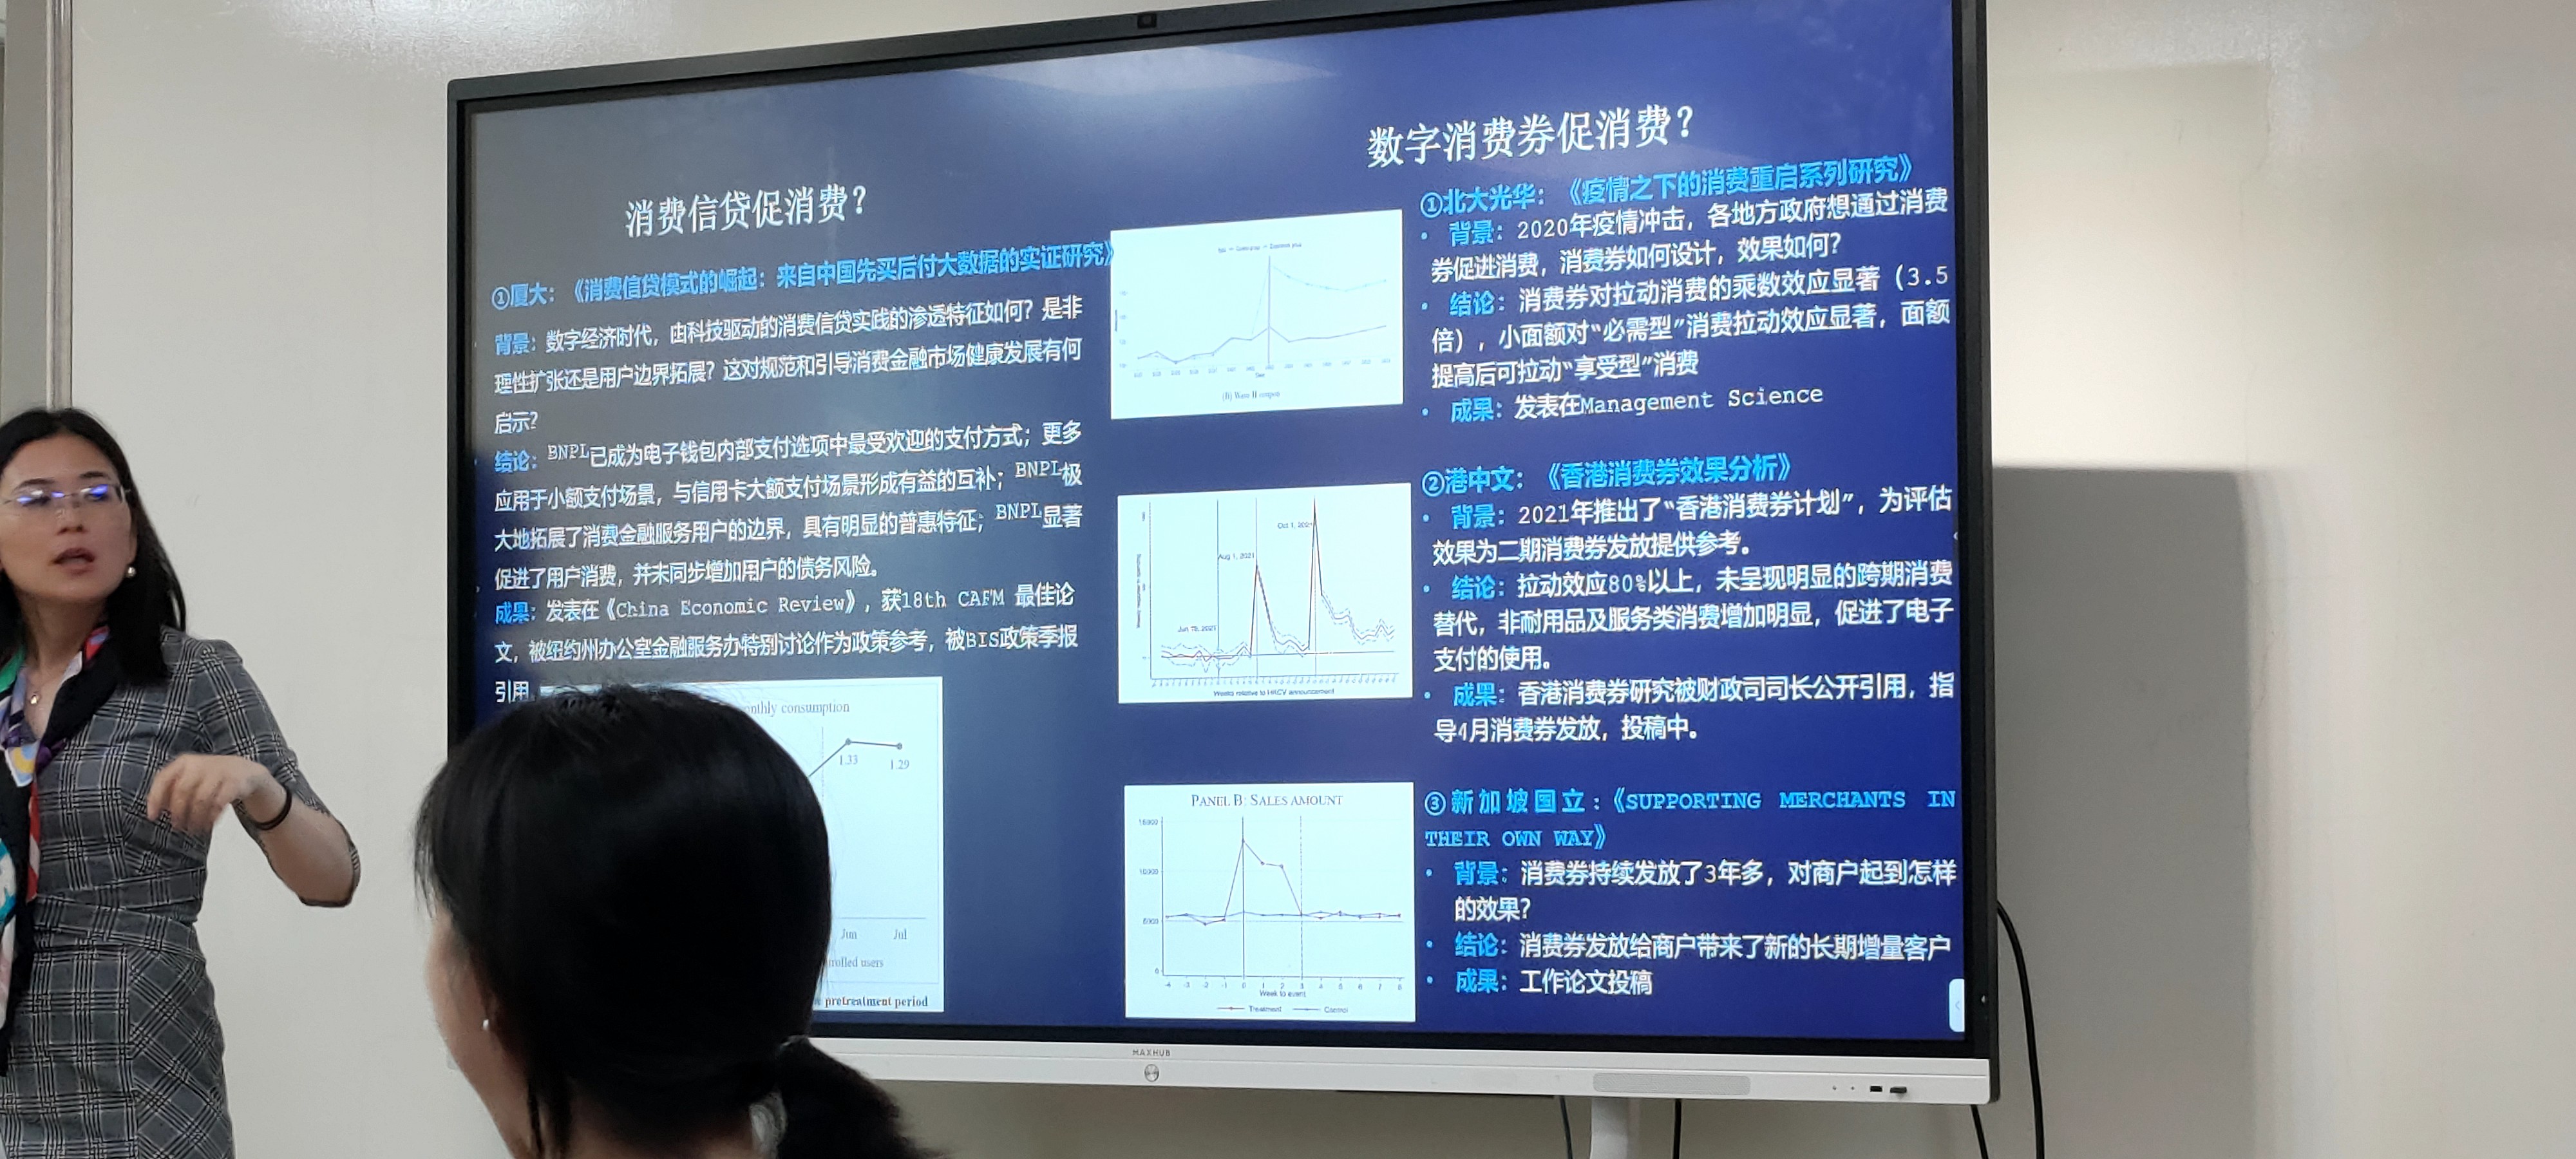 消费信贷促消费？
①厦大：《消费信贷模式的崛起：来自中国先买后付大数据的实证研究》
背景：数字经济时代，由科技驱动的消费信贷实践的渗透特征如何？是非
理性扩张还是用户边界拓展？这对规范和引导消费金融市场健康发展有何
启示？
结论：BNPL已成为电子钱包内部支付选项中最受欢迎的支付方式；更多
应用于小额支付场景，与信用卡大额支付场景形成有益的互补；BNPL极
大地拓展了消费金融服务用户的边界，具有明显的普惠特征；BNPL显著
促进了用户消费，并未同步增加用户的债务风险。
成果：发表在《China Economic Review》，获18th CAFM 最佳论
文，被纽约州办公室金融服务办特别讨论作为政策参考，被BIS政策季报
引用
consumption
1.33
1.29
Jun Jul
users
pretreatment period
(B) Wave II coupon
Oct 1, 2021
Aug 1, 2021
Jun 18, 2021
Weeks relative to HKCV announcement
PANEL B: SALES AMOUNT
0
-4 -3 -2 -1 0 1 2 3 4 5 6 7 8
Week to event
Treatment Control
数字消费券促消费？
①北大光华：《疫情之下的消费重启系列研究》
• 背景：2020年疫情冲击，各地方政府想通过消费
券促进消费，消费券如何设计，效果如何？
• 结论：消费券对拉动消费的乘数效应显著（3.5
倍），小面额对“必需型”消费拉动效应显著，面额
提高后可拉动“享受型”消费
• 成果：发表在Management Science
②港中文：《香港消费券效果分析》
• 背景：2021年推出了“香港消费券计划”，为评估
效果为二期消费券发放提供参考。
• 结论：拉动效应80%以上，未呈现明显的跨期消费
替代，非耐用品及服务类消费增加明显，促进了电子
支付的使用。
• 成果：香港消费券研究被财政司司长公开引用，指
导4月消费券发放，投稿中。
③新加坡国立：《SUPPORTING MERCHANTS IN
THEIR OWN WAY》
• 背景：消费券持续发放了3年多，对商户起到怎样
的效果？
• 结论：消费券发放给商户带来了新的长期增量客户
• 成果：工作论文投稿
MAXHUB